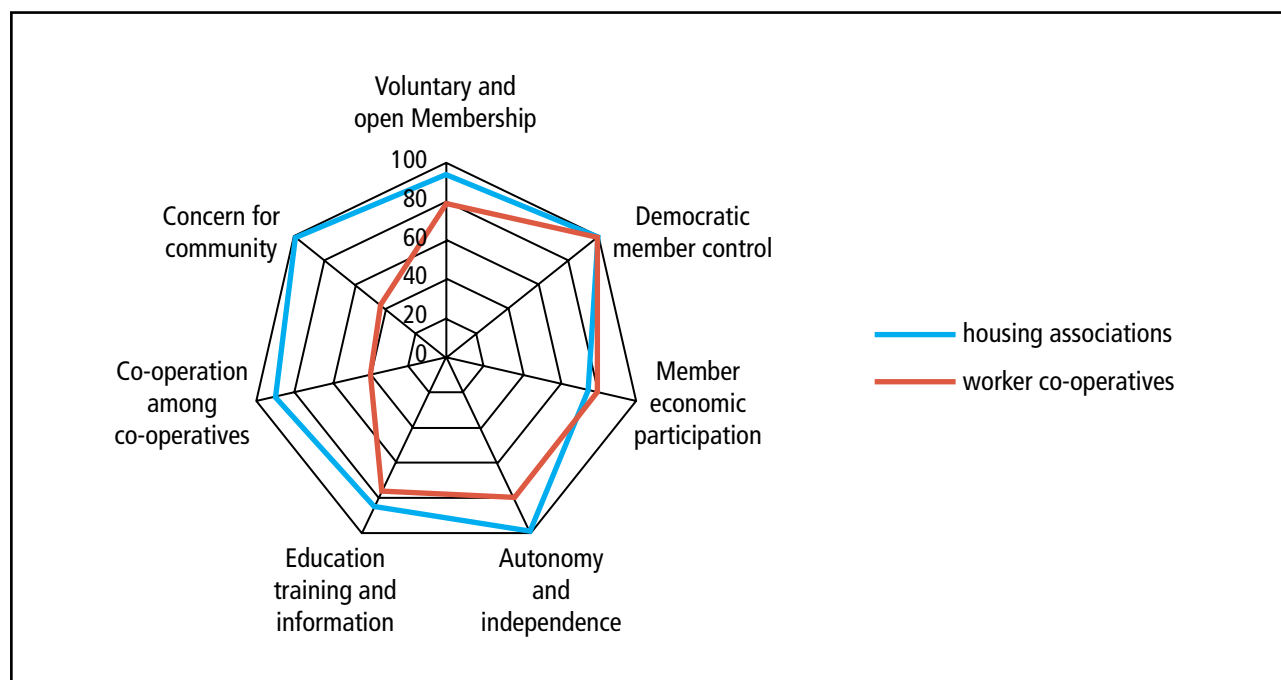 Voluntary and
open Membership
100
80
60
40
20
0
Concern for
community
Democratic
member control
Co-operation
among
co-operatives
Member
economic
participation
Education
training and
information
Autonomy
and
independence
housing associations
worker co-operatives